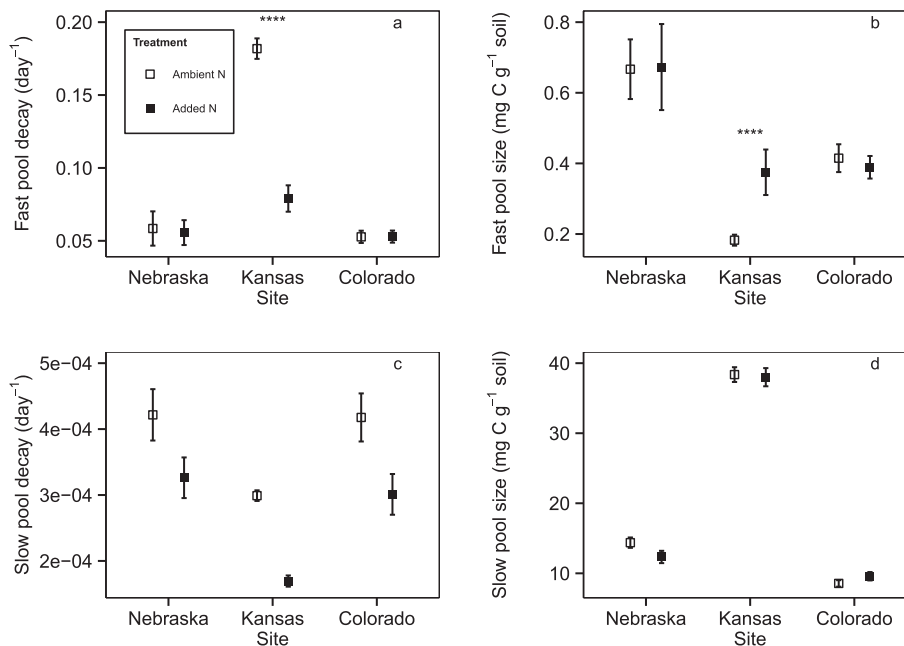 a
Fast pool decay (day⁻¹)
0.20
0.15
0.10
0.05
****
Treatment
Ambient N
Added N
Nebraska Kansas Colorado
Site
b
Fast pool size (mg C g⁻¹ soil)
0.8
0.6
0.4
0.2
****
Nebraska Kansas Colorado
Site
c
Slow pool decay (day⁻¹)
5e−04
4e−04
3e−04
2e−04
Nebraska Kansas Colorado
Site
d
Slow pool size (mg C g⁻¹ soil)
40
30
20
10
Nebraska Kansas Colorado
Site